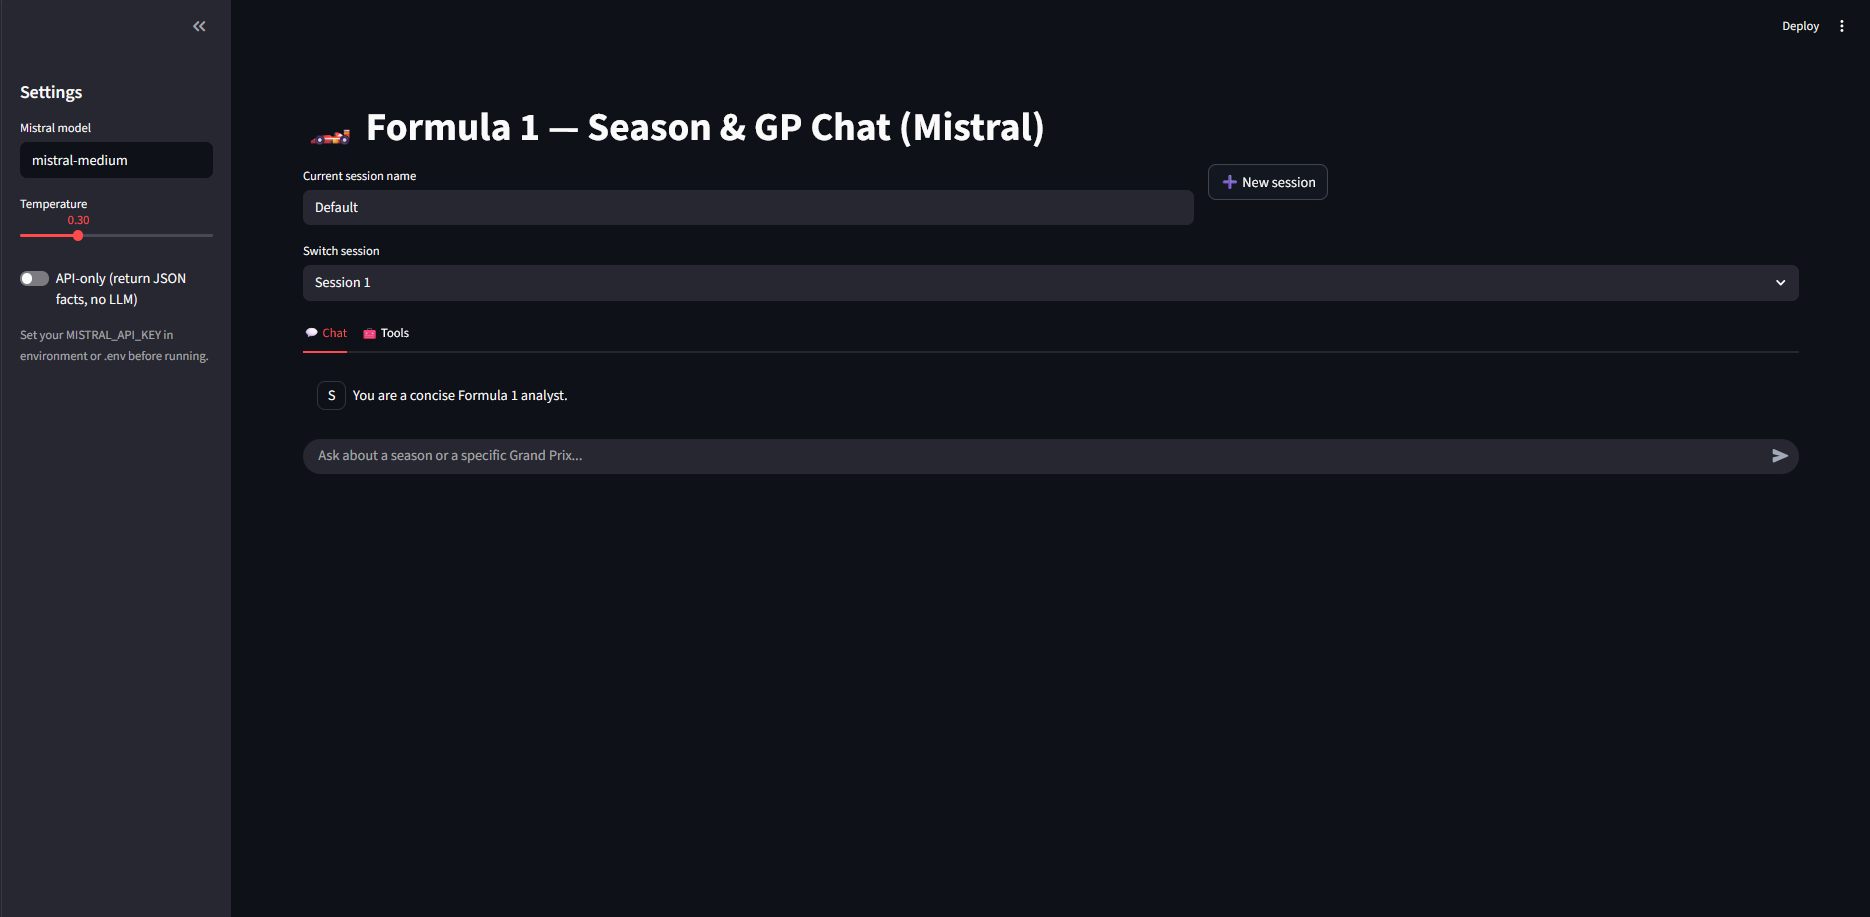 Deploy
Settings
Mistral model
mistral-medium
Temperature
0.30
API-only (return JSON
facts, no LLM)
Set your MISTRAL_API_KEY in
environment or .env before running.
Formula 1 — Season & GP Chat (Mistral)
Current session name
Default
New session
Switch session
Session 1
Chat
Tools
S
You are a concise Formula 1 analyst.
Ask about a season or a specific Grand Prix...